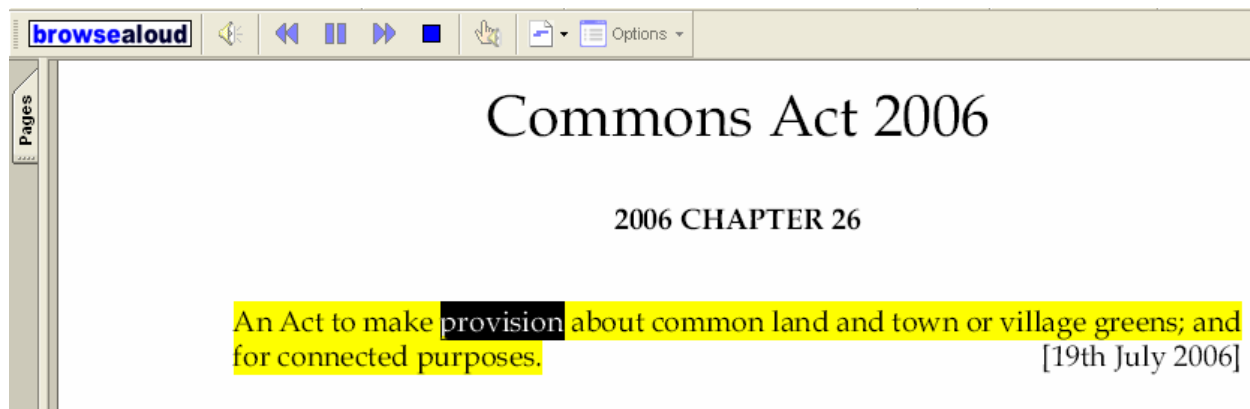 browsealoud Options
Pages
Commons Act 2006
2006 CHAPTER 26
An Act to make provision about common land and town or village greens; and
for connected purposes. [19th July 2006]